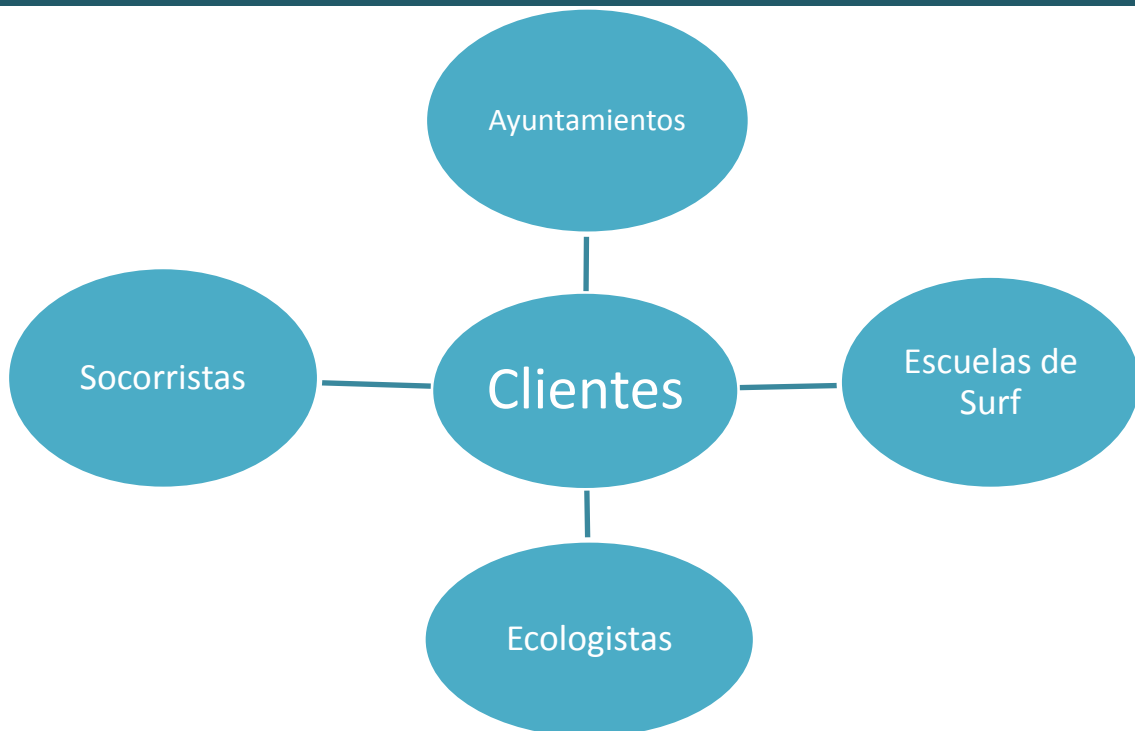 Ayuntamientos
Socorristas
Clientes
Escuelas de
Surf
Ecologistas